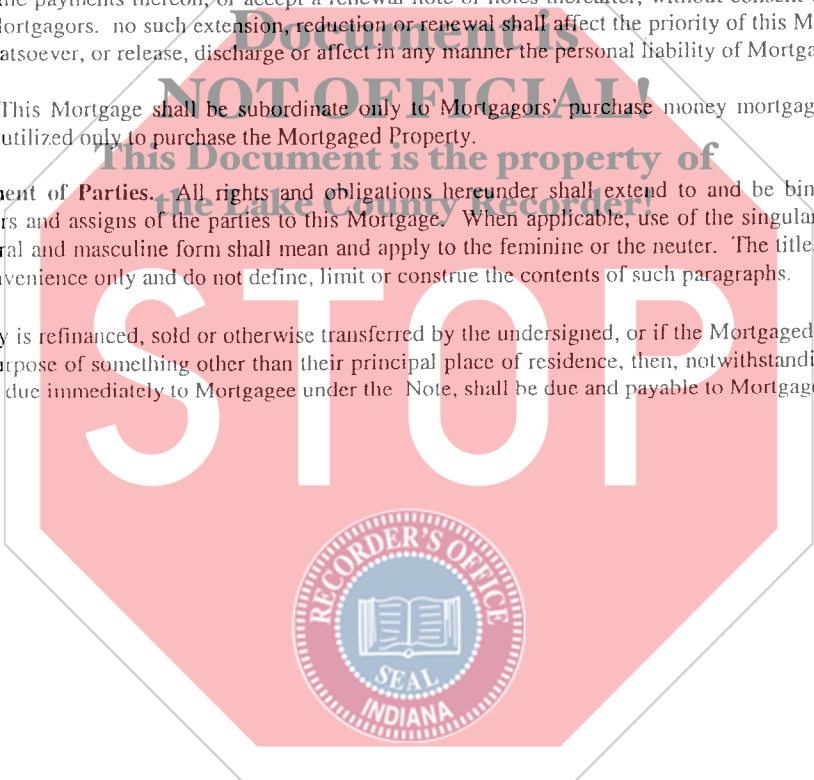 the payments thereon, or accept a renewal note or notes thereafter, without consent
Mortgagors. no such extension, reduction or renewal shall affect the priority of this M
atsoever, or release, discharge or affect in any manner the personal liability of Mortga
This Mortgage shall be subordinate only to Mortgagors' purchase money mortgag
utilized only to purchase the Mortgaged Property.
ent of Parties. All rights and obligations hereunder shall extend to and be bin
rs and assigns of the parties to this Mortgage. When applicable, use of the singula
ral and masculine form shall mean and apply to the feminine or the neuter. The title
venience only and do not define, limit or construe the contents of such paragraphs.
y is refinanced, sold or otherwise transferred by the undersigned, or if the Mortgaged
rpose of something other than their principal place of residence, then, notwithstandi
due immediately to Mortgagee under the Note, shall be due and payable to Mortgag
Document is
NOT OFFICIAL!
This Document is the property of
the Lake County Recorder!
STOP
RECORDER'S OFFICE
SEAL
INDIANA